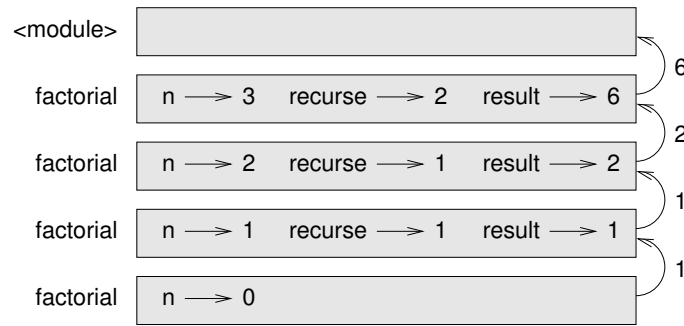 <module>
6
factorial n 3 recurse 2 result 6
2
factorial n 2 recurse 1 result 2
1
factorial n 1 recurse 1 result 1
1
factorial n 0